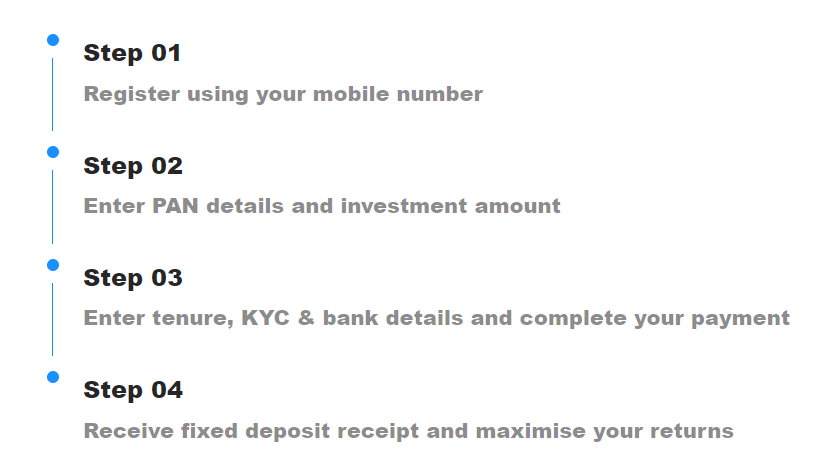 Step 01
Register using your mobile number
Step 02
Enter PAN details and investment amount
Step 03
Enter tenure, KYC & bank details and complete your payment
Step 04
Receive fixed deposit receipt and maximise your returns